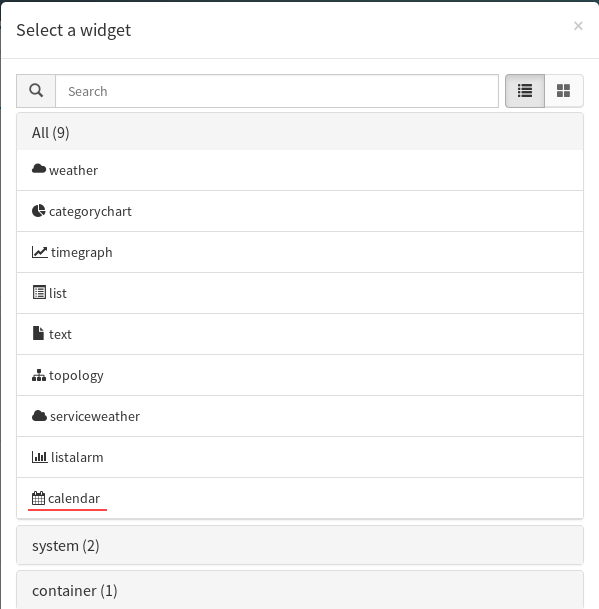 Select a widget
×
Search
All (9)
weather
categorychart
timegraph
list
text
topology
serviceweather
listalarm
calendar
system (2)
container (1)